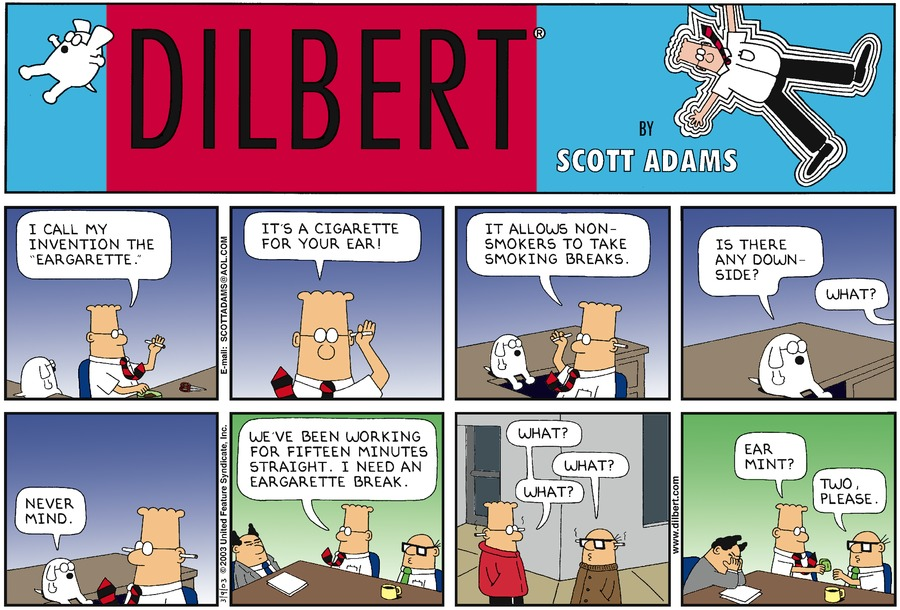 DILBERT®
BY
SCOTT ADAMS
I CALL MY
INVENTION THE
"EARGARETTE."
E-mail: SCOTTADAMS@AOL.COM
IT'S A CIGARETTE
FOR YOUR EAR!
IT ALLOWS NON-
SMOKERS TO TAKE
SMOKING BREAKS.
IS THERE
ANY DOWN-
SIDE?
WHAT?
NEVER
MIND.
3/9/03 ©2003 United Feature Syndicate, Inc.
WE'VE BEEN WORKING
FOR FIFTEEN MINUTES
STRAIGHT. I NEED AN
EARGARETTE BREAK.
WHAT?
WHAT?
WHAT?
www.dilbert.com
EAR
MINT?
TWO,
PLEASE.